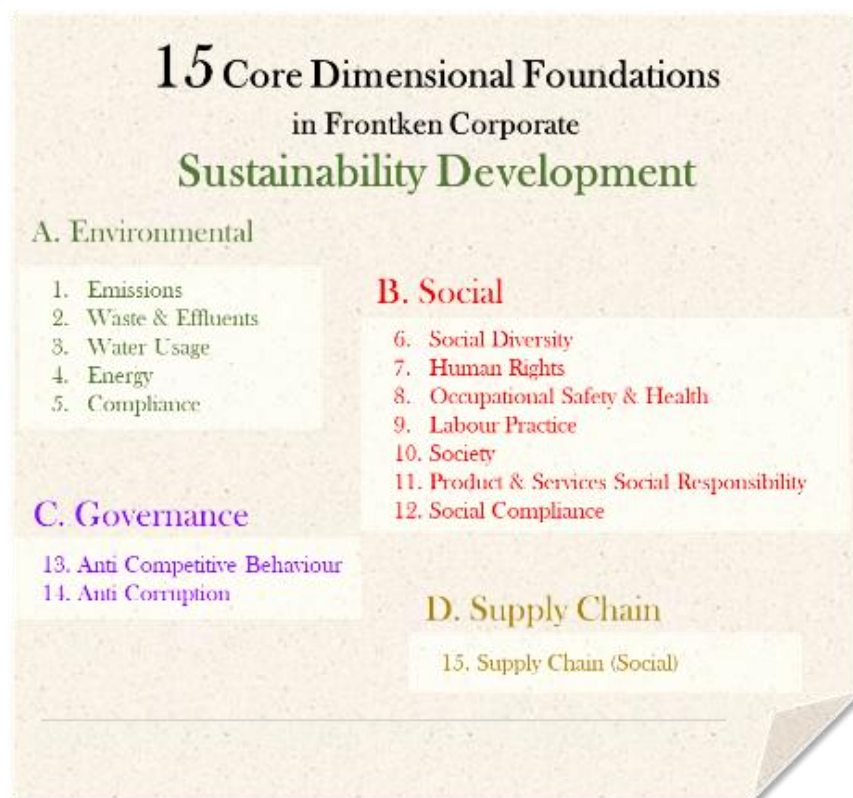 15 Core Dimensional Foundations
in Frontken Corporate
Sustainability Development
A. Environmental
1. Emissions
2. Waste & Effluents
3. Water Usage
4. Energy
5. Compliance
B. Social
6. Social Diversity
7. Human Rights
8. Occupational Safety & Health
9. Labour Practice
10. Society
11. Product & Services Social Responsibility
12. Social Compliance
C. Governance
13. Anti Competitive Behaviour
14. Anti Corruption
D. Supply Chain
15. Supply Chain (Social)